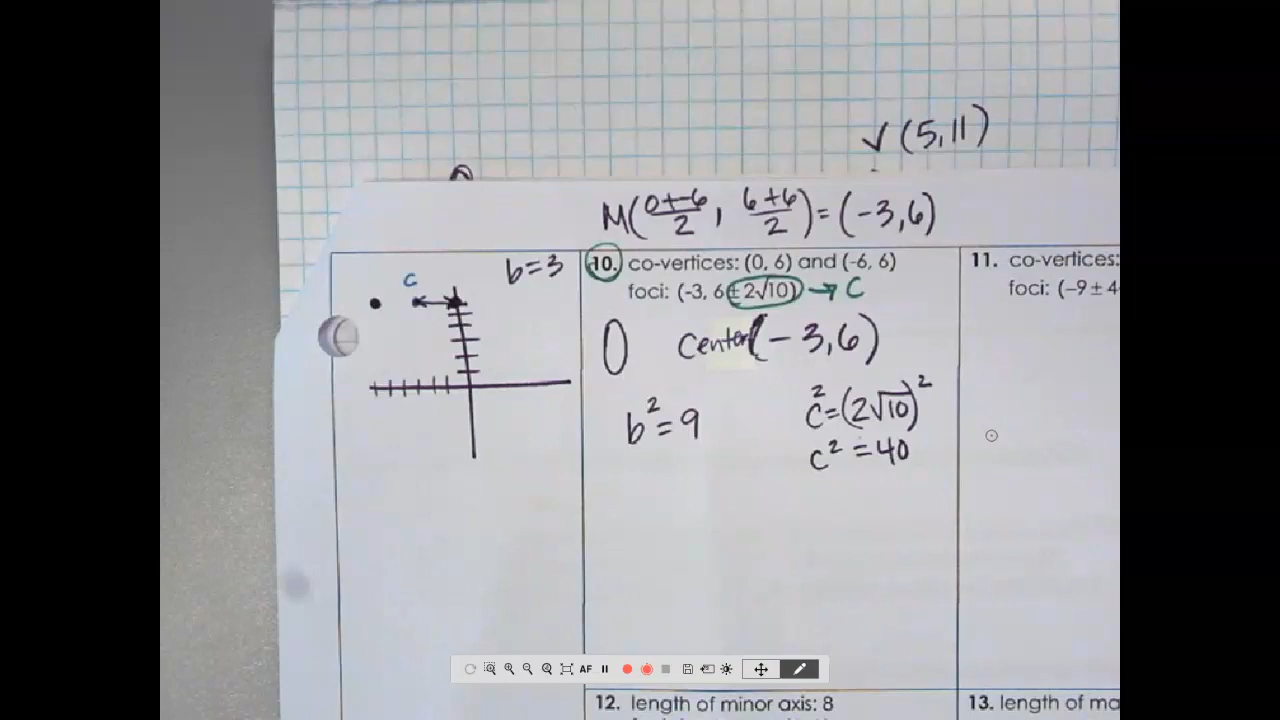 √(5,11)
M(0+-6/2, 6+6/2) = (-3,6)
b=3
c
10. co-vertices: (0, 6) and (-6, 6)
foci: (-3, 6±2√10) → C
Center(-3,6)
b²=9
c²=(2√10)²
c²=40
11. co-vertices:
foci: (-9 ± 4
12. length of minor axis: 8
13. length of ma
AF